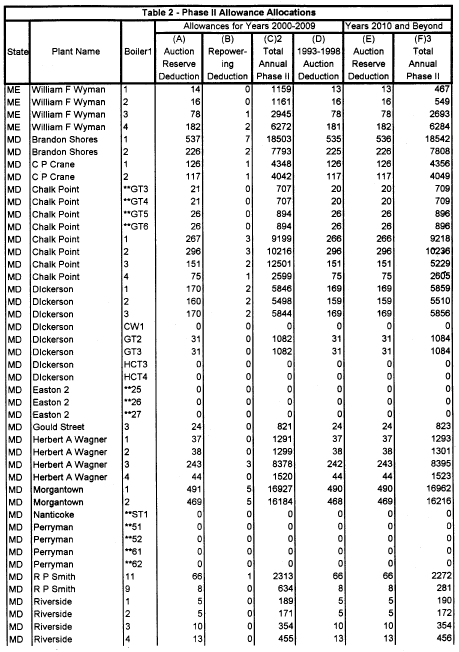 Table 2 - Phase II Allowance Allocations
Allowances for Years 2000-2009 Years 2010 and Beyond
(A) (B) (C)2 (D) (E) (F)3
Auction Repower- Total 1993-1998 Auction Total
State Plant Name Boiler1 Reserve ing Annual Auction Reserve Annual
Deduction Deduction Phase II Deduction Deduction Phase II
ME William F Wyman 1 14 0 1159 13 13 467
ME William F Wyman 2 16 0 1161 16 16 549
ME William F Wyman 3 78 1 2945 78 78 2693
ME William F Wyman 4 182 2 6272 181 182 6284
MD Brandon Shores 1 537 7 18503 535 536 18542
MD Brandon Shores 2 226 2 7793 225 226 7808
MD C P Crane 1 126 1 4348 126 126 4356
MD C P Crane 2 117 1 4042 117 117 4049
MD Chalk Point **GT3 21 0 707 20 20 709
MD Chalk Point **GT4 21 0 707 20 20 709
MD Chalk Point **GT5 26 0 894 26 26 896
MD Chalk Point **GT6 26 0 894 26 26 896
MD Chalk Point 1 267 3 9199 266 266 9218
MD Chalk Point 2 296 3 10216 296 296 10236
MD Chalk Point 3 151 2 12501 151 151 5229
MD Chalk Point 4 75 1 2599 75 75 2605
MD DIckerson 1 170 2 5846 169 169 5859
MD DIckerson 2 160 2 5498 159 159 5510
MD DIckerson 3 170 2 5844 169 169 5856
MD DIckerson CW1 0 0 0 0 0 0
MD DIckerson GT2 31 0 1082 31 31 1084
MD DIckerson GT3 31 0 1082 31 31 1084
MD DIckerson HCT3 0 0 0 0 0 0
MD DIckerson HCT4 0 0 0 0 0 0
MD Easton 2 **25 0 0 0 0 0 0
MD Easton 2 **26 0 0 0 0 0 0
MD Easton 2 **27 0 0 0 0 0 0
MD Gould Street 3 24 0 821 24 24 823
MD Herbert A Wagner 1 37 0 1291 37 37 1293
MD Herbert A Wagner 2 38 0 1299 38 38 1301
MD Herbert A Wagner 3 243 3 8378 242 243 8395
MD Herbert A Wagner 4 44 0 1520 44 44 1523
MD Morgantown 1 491 5 16927 490 490 16962
MD Morgantown 2 469 5 16184 468 469 16216
MD Nanticoke **ST1 0 0 0 0 0 0
MD Perryman **51 0 0 0 0 0 0
MD Perryman **52 0 0 0 0 0 0
MD Perryman **61 0 0 0 0 0 0
MD Perryman **62 0 0 0 0 0 0
MD R P Smith 11 66 1 2313 66 66 2272
MD R P Smith 9 8 0 634 8 8 281
MD Riverside 1 5 0 189 5 5 190
MD Riverside 2 5 0 171 5 5 172
MD Riverside 3 10 0 354 10 10 354
MD Riverside 4 13 0 455 13 13 456